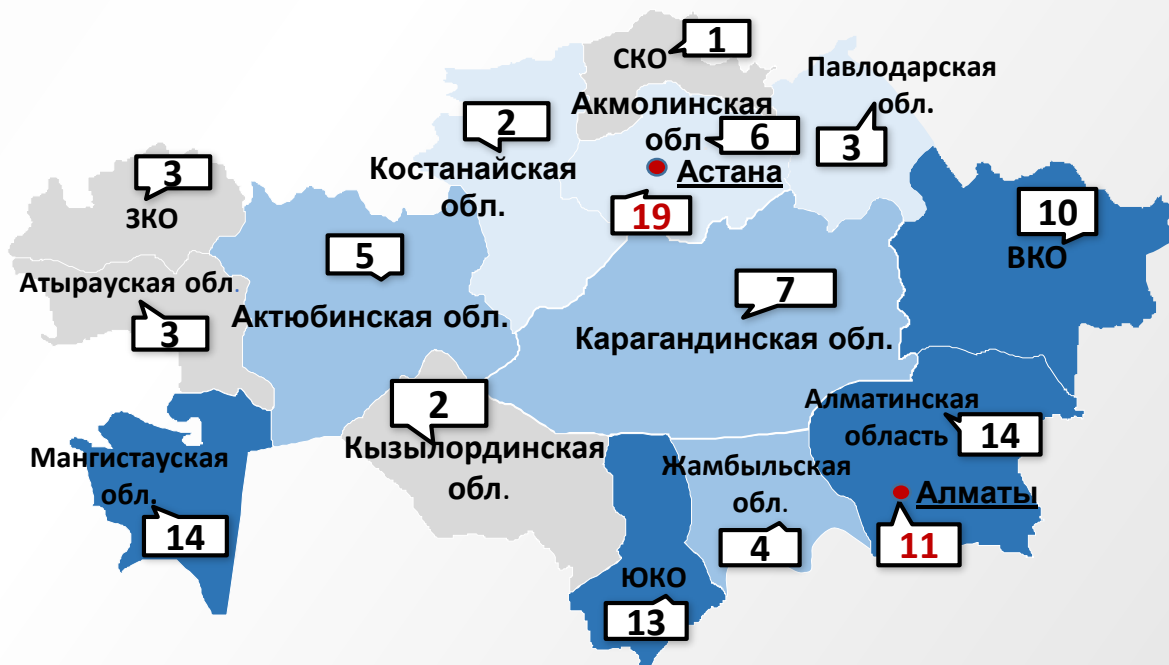 СКО
1
Павлодарская
обл.
3
Акмолинская
обл
6
Астана
19
2
Костанайская
обл.
3
ЗКО
10
ВКО
5
Актюбинская обл.
Атырауская обл.
3
7
Карагандинская обл.
2
Кызылординская
обл.
Алматинская
область
14
Мангистауская
обл.
14
Жамбыльская
обл.
4
Алматы
11
ЮКО
13